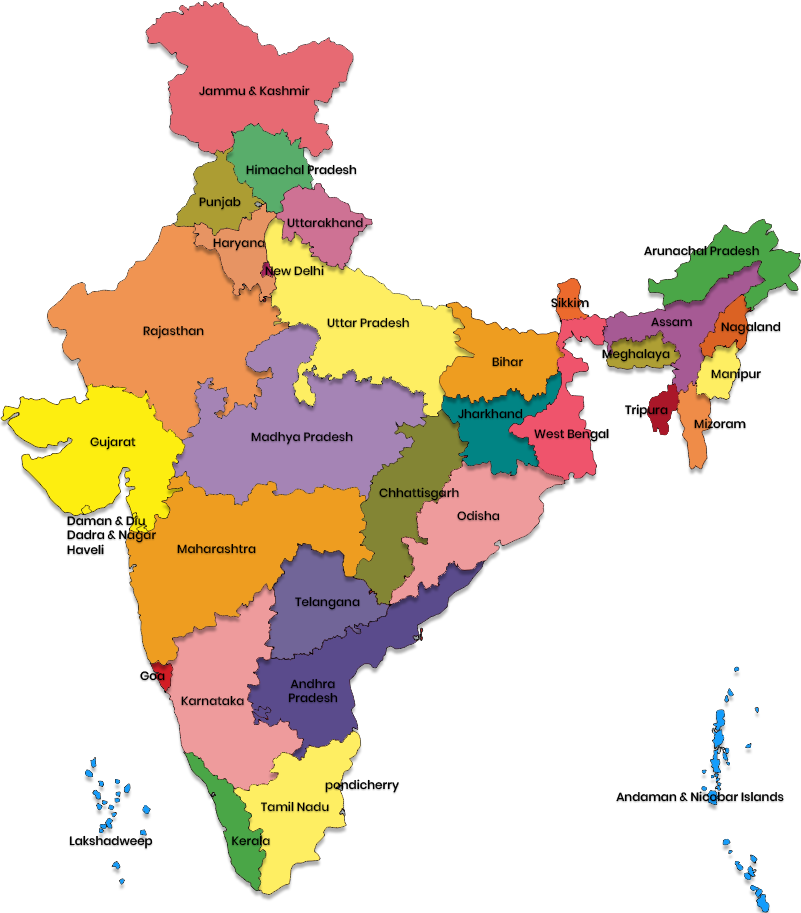 Jammu & Kashmir
Himachal Pradesh
Punjab
Uttarakhand
Haryana
Arunachal Pradesh
New Delhi
Sikkim
Uttar Pradesh
Assam
Nagaland
Rajasthan
Meghalaya
Bihar
Manipur
Tripura
Jharkhand
Mizoram
West Bengal
Gujarat
Madhya Pradesh
Chhattisgarh
Odisha
Daman & Diu
Dadra & Nagar
Haveli
Maharashtra
Telangana
Goa
Andhra
Pradesh
Karnataka
pondicherry
Andaman & Nicobar Islands
Tamil Nadu
Lakshadweep
Kerala